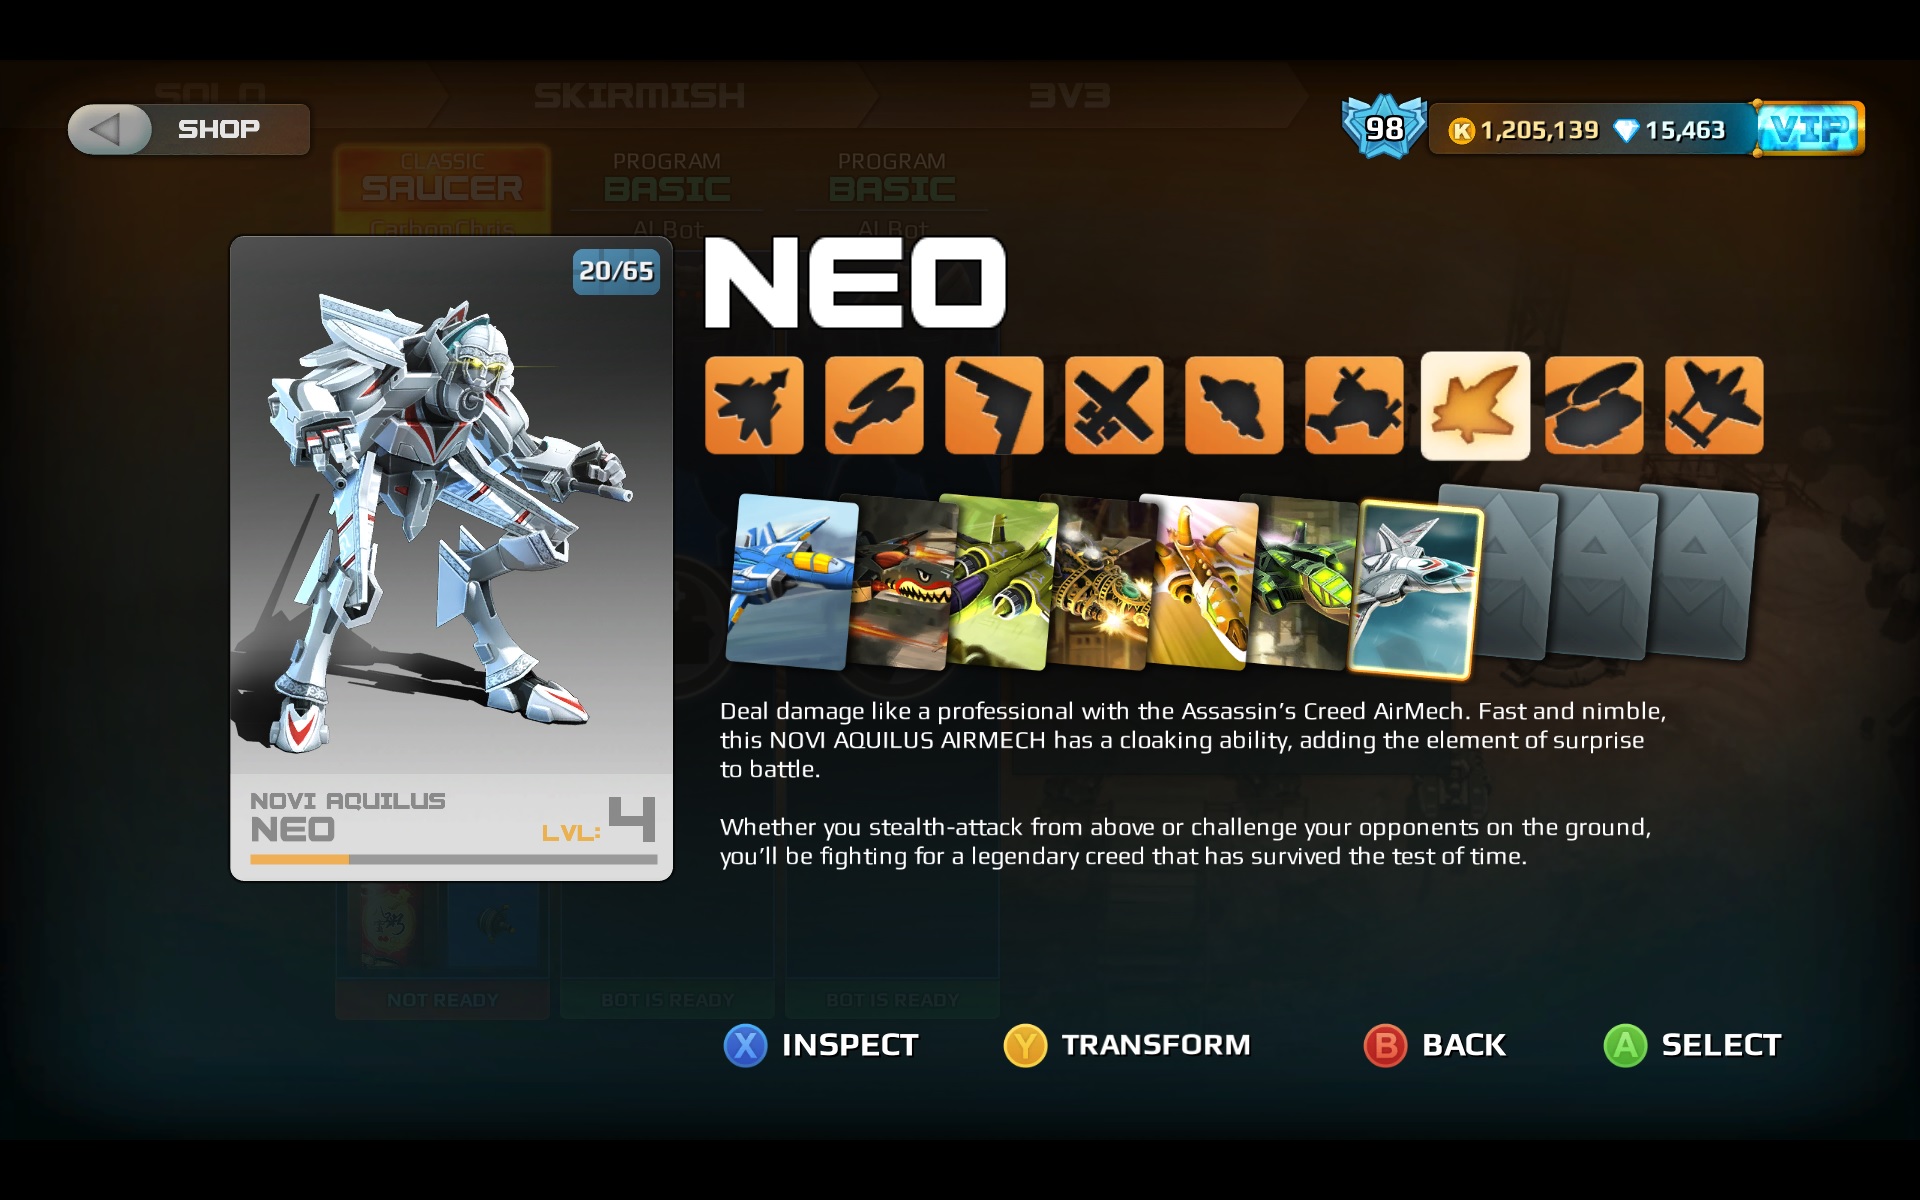 SOLO
SKIRMISH
3V3
SHOP
98
K 1,205,139
15,463
VIP
CLASSIC
SAUCER
CarbonChris
PROGRAM
BASIC
AI Bot
PROGRAM
BASIC
AI Bot
20/65
NEO
Deal damage like a professional with the Assassin's Creed AirMech. Fast and nimble,
this NOVI AQUILUS AIRMECH has a cloaking ability, adding the element of surprise
to battle.
Whether you stealth-attack from above or challenge your opponents on the ground,
you'll be fighting for a legendary creed that has survived the test of time.
NOVI AQUILUS
NEO
LVL: 4
NOT READY
BOT IS READY
BOT IS READY
X INSPECT
Y TRANSFORM
B BACK
A SELECT